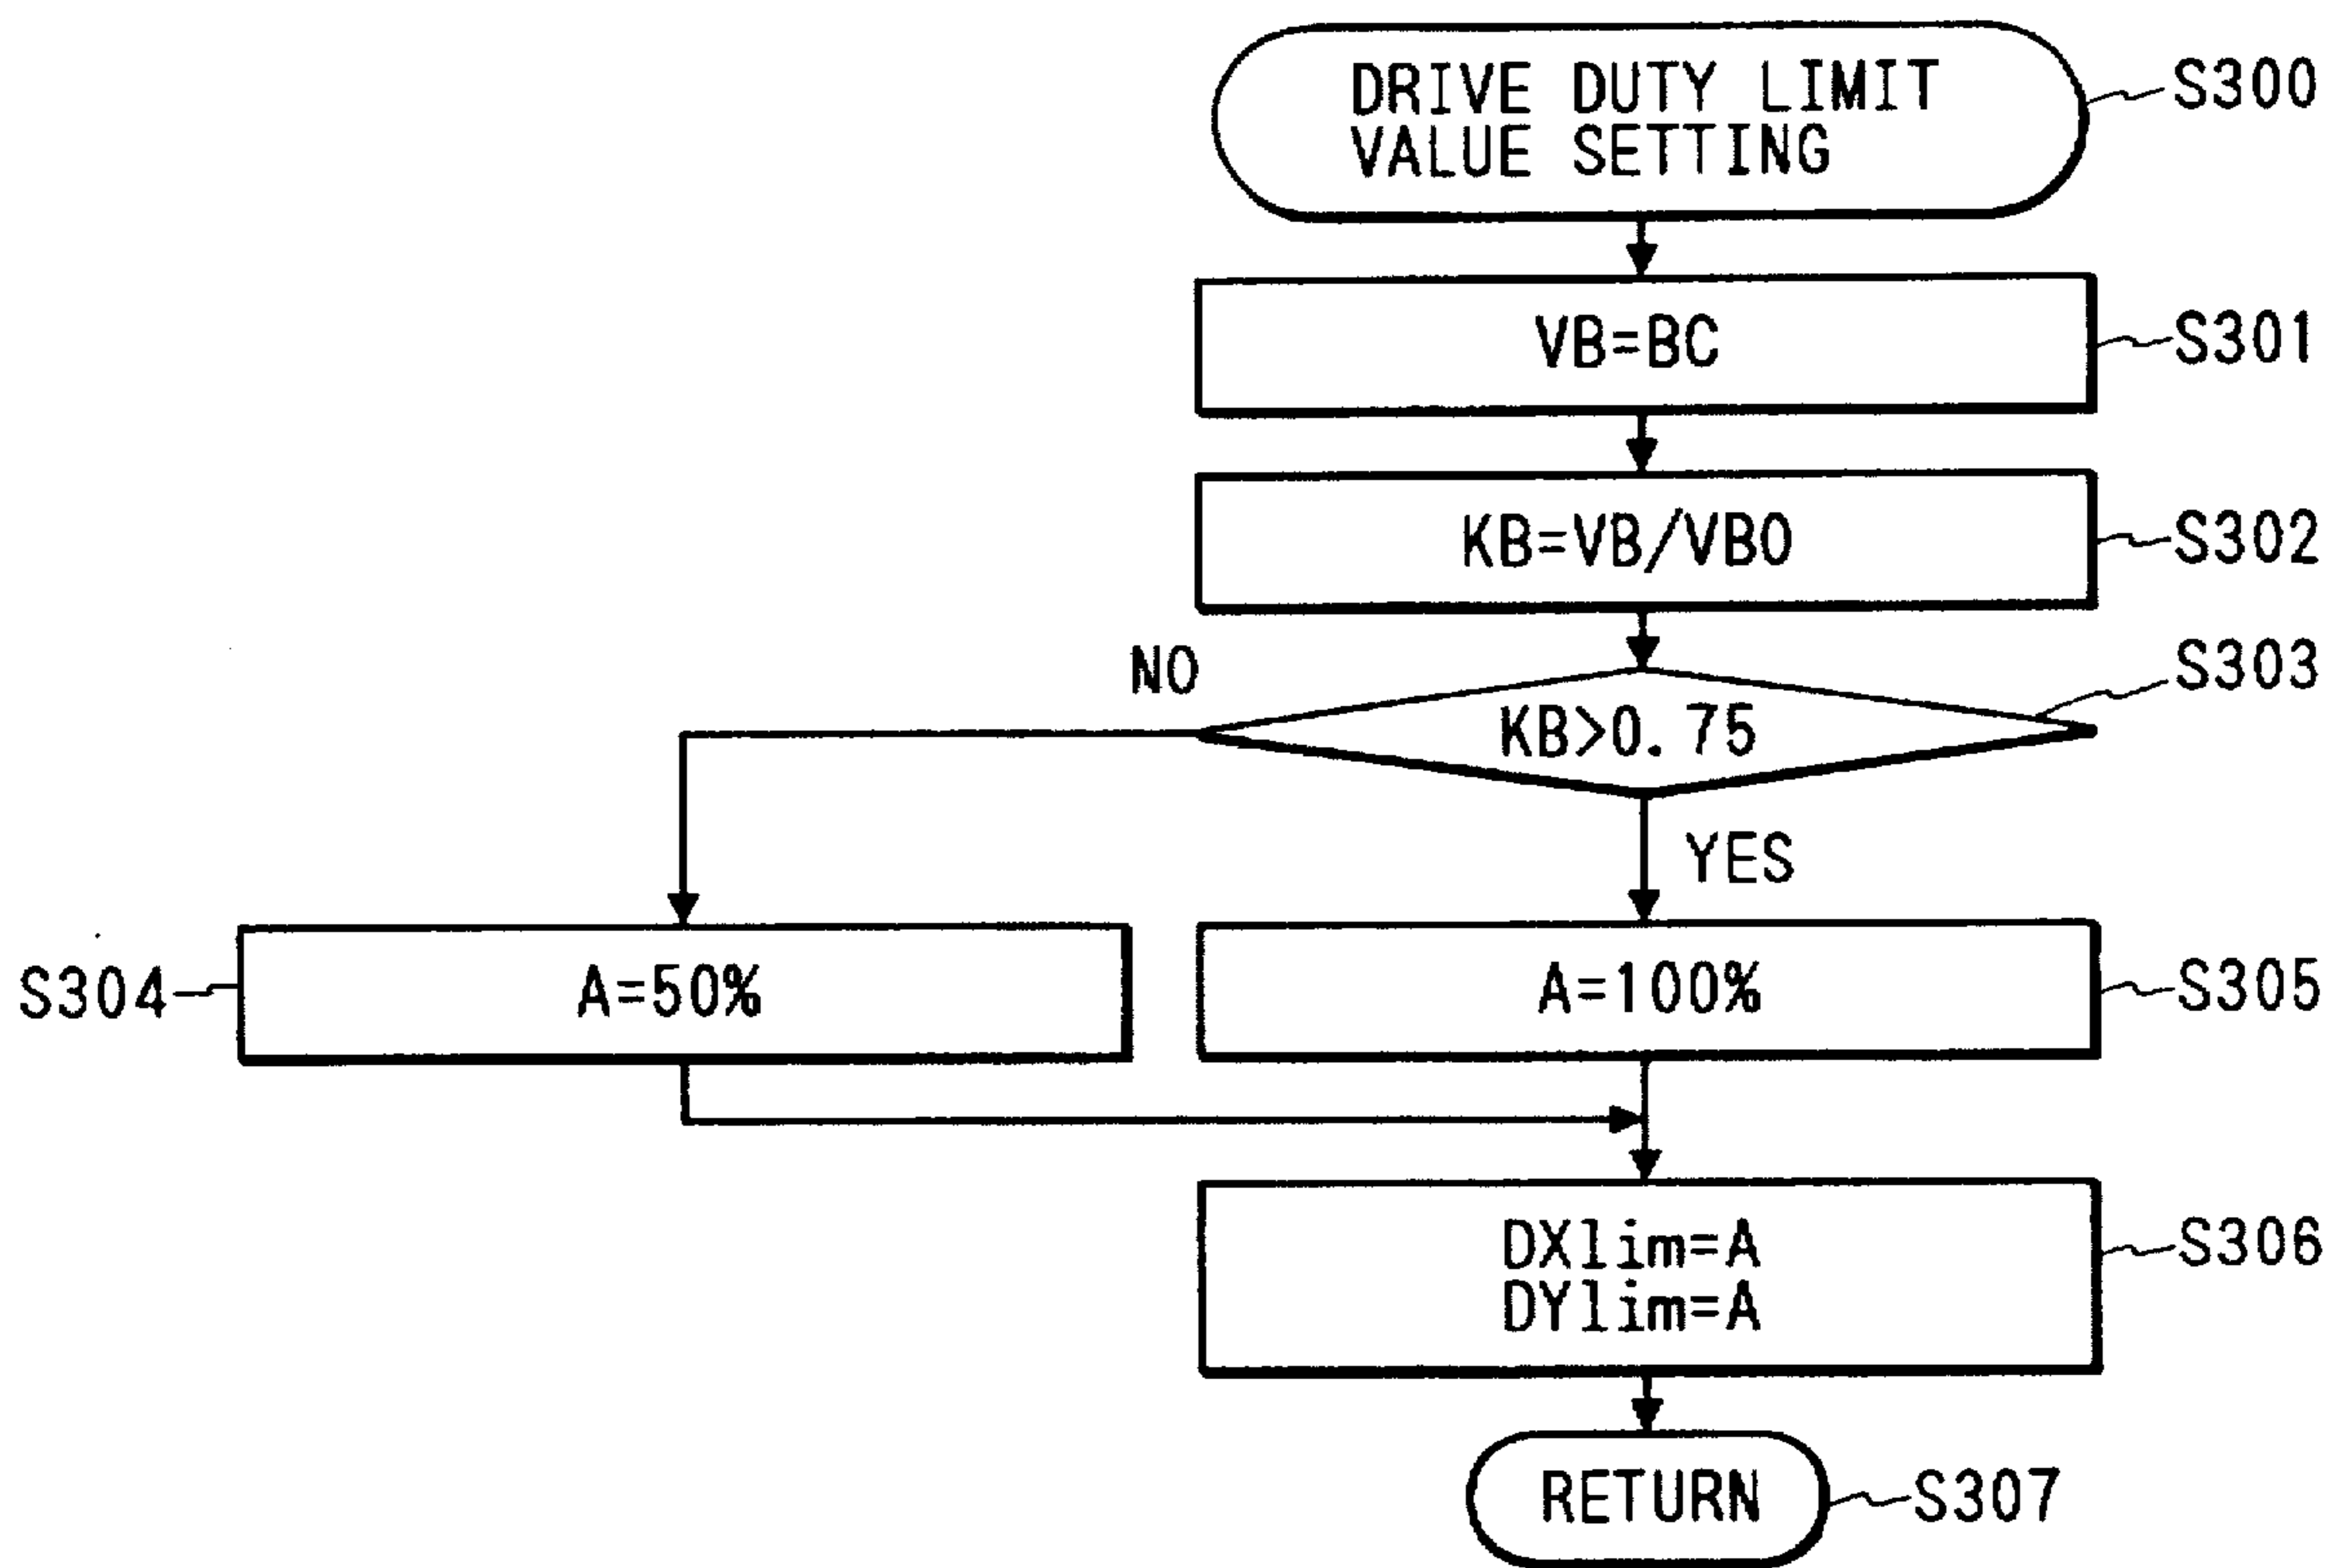 DRIVE DUTY LIMIT
VALUE SETTING
S300
VB=BC
S301
KB=VB/VBO
S302
NO
S303
KB>0.75
YES
S304
A=50%
A=100%
S305
DXlim=A
DYlim=A
S306
RETURN
S307